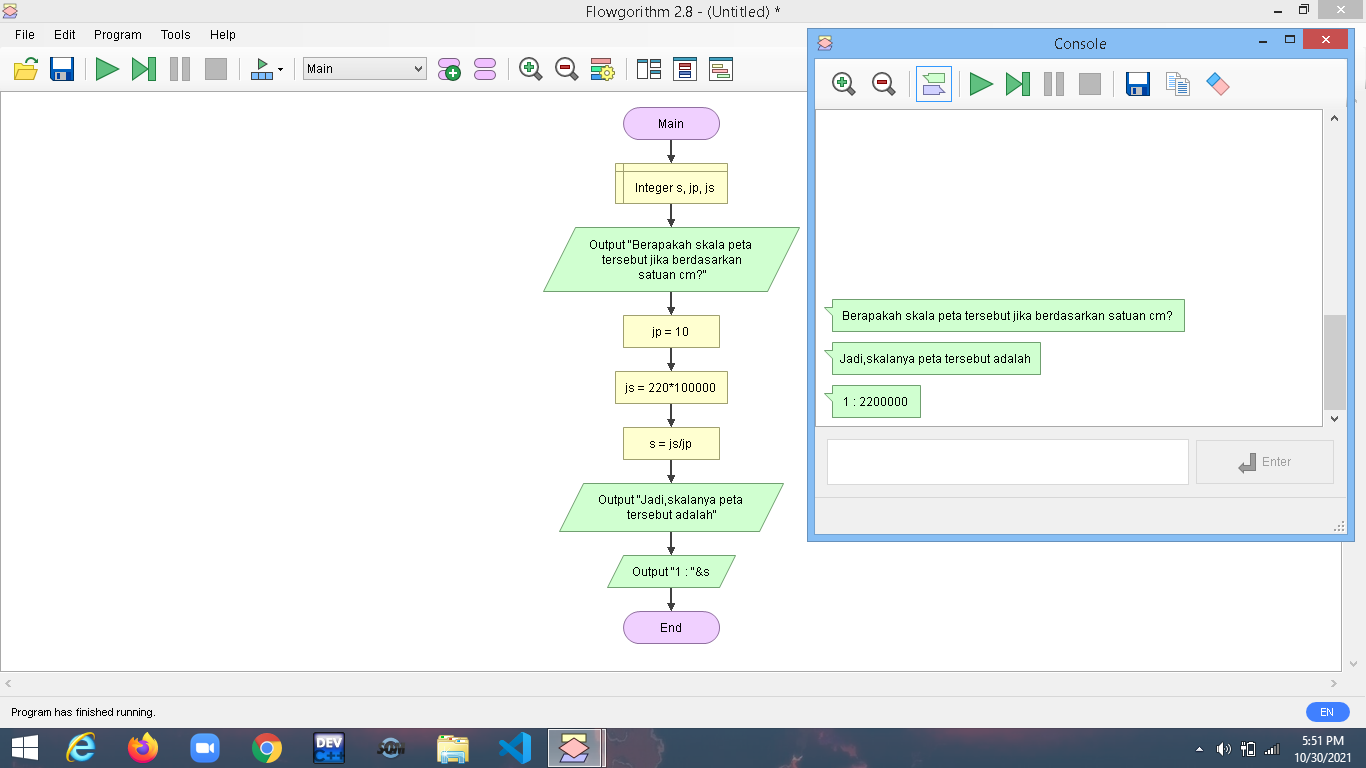 Flowgorithm 2.8 - (Untitled) *
File Edit Program Tools Help
Main
Main
Integer s, jp, js
Output "Berapakah skala peta
tersebut jika berdasarkan
satuan cm?"
jp = 10
js = 220*100000
s = js/jp
Output "Jadi,skalanya peta
tersebut adalah"
Output "1 : "&s
End
Console
Berapakah skala peta tersebut jika berdasarkan satuan cm?
Jadi,skalanya peta tersebut adalah
1 : 2200000
Enter
Program has finished running.
EN
DEV
C++
5:51 PM
10/30/2021